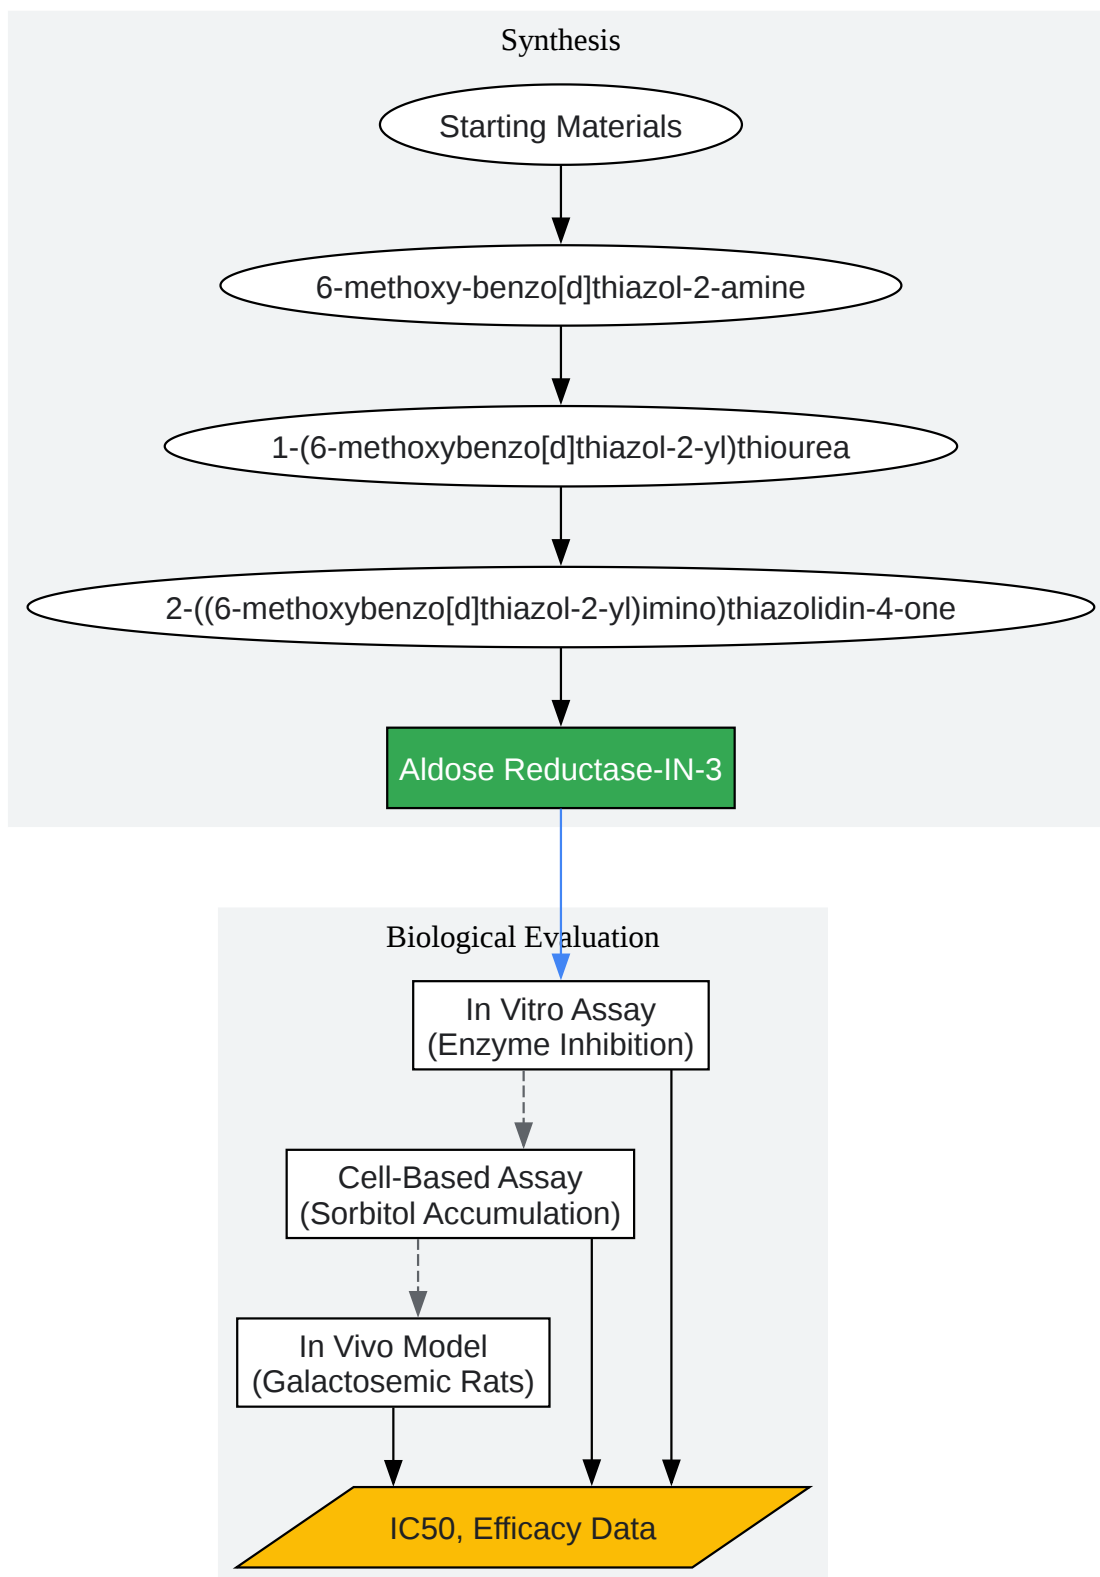 Synthesis
Starting Materials
6-methoxy-benzo[d]thiazol-2-amine
1-(6-methoxybenzo[d]thiazol-2-yl)thiourea
2-((6-methoxybenzo[d]thiazol-2-yl)imino)thiazolidin-4-one
Aldose Reductase-IN-3
Biological Evaluation
In Vitro Assay
(Enzyme Inhibition)
Cell-Based Assay
(Sorbitol Accumulation)
In Vivo Model
(Galactosemic Rats)
IC50, Efficacy Data